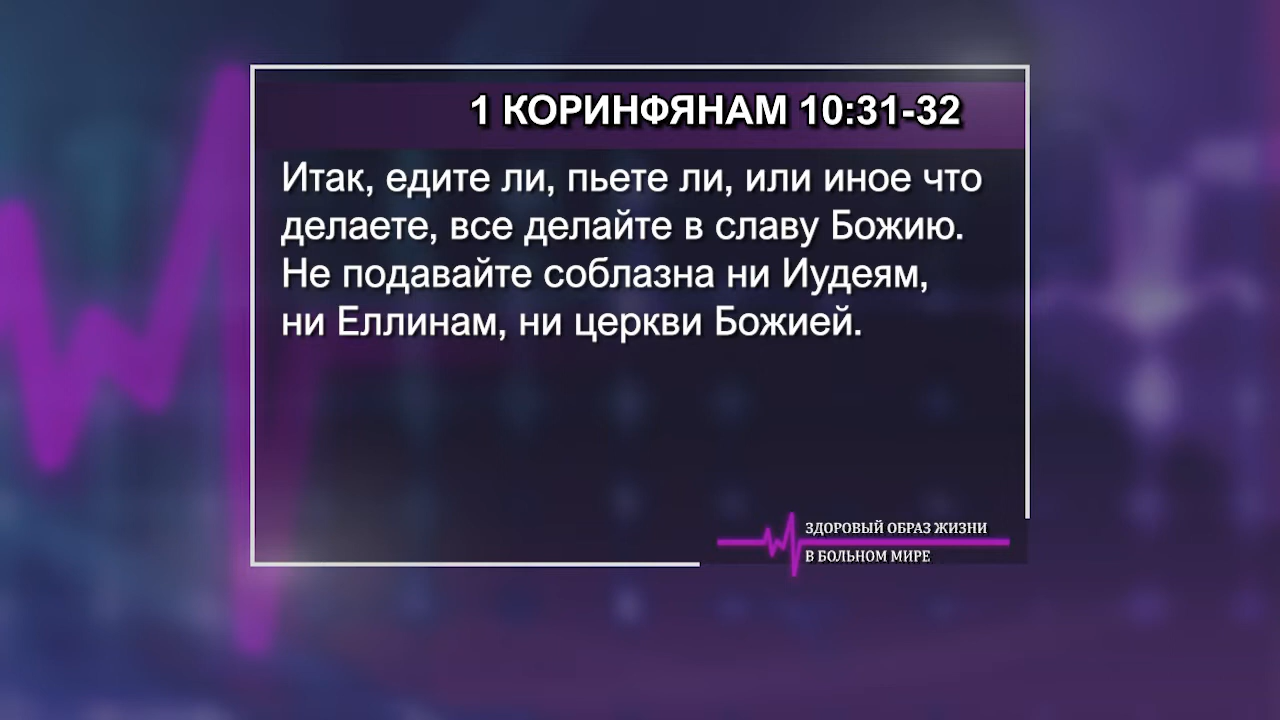 1 КОРИНФЯНАМ 10:31-32
Итак, едите ли, пьете ли, или иное что
делаете, все делайте в славу Божию.
Не подавайте соблазна ни Иудеям,
ни Еллинам, ни церкви Божией.
ЗДОРОВЫЙ ОБРАЗ ЖИЗНИ
В БОЛЬНОМ МИРЕ